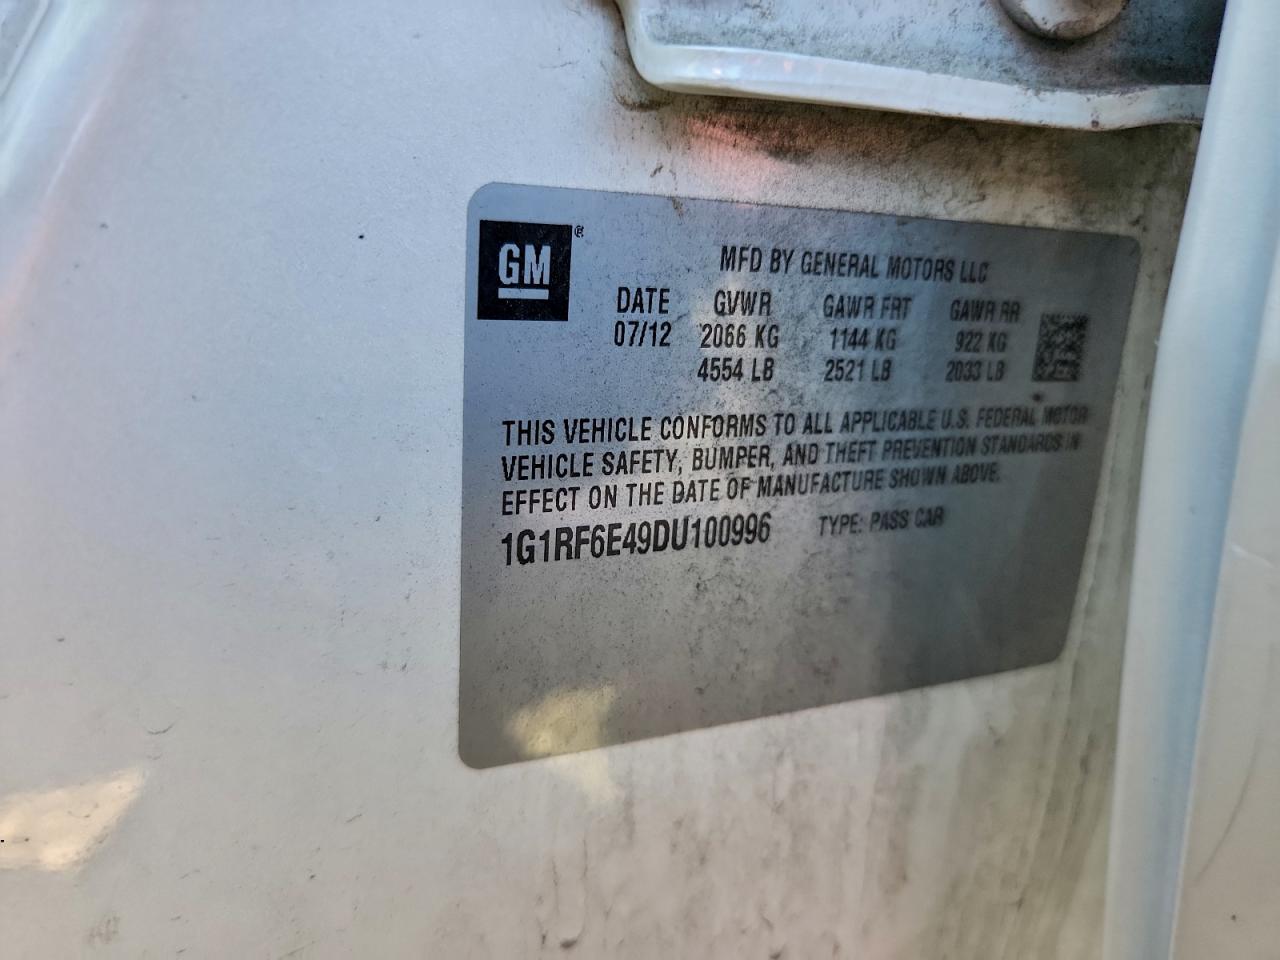 GM ®
MFD BY GENERAL MOTORS LLC
DATE GVWR GAWR FRT GAWR RR
07/12 2066 KG 1144 KG 922 KG
4554 LB 2521 LB 2033 LB
THIS VEHICLE CONFORMS TO ALL APPLICABLE U.S. FEDERAL MOTOR
VEHICLE SAFETY, BUMPER, AND THEFT PREVENTION STANDARDS IN
EFFECT ON THE DATE OF MANUFACTURE SHOWN ABOVE.
1G1RF6E49DU100996 TYPE: PASS CAR